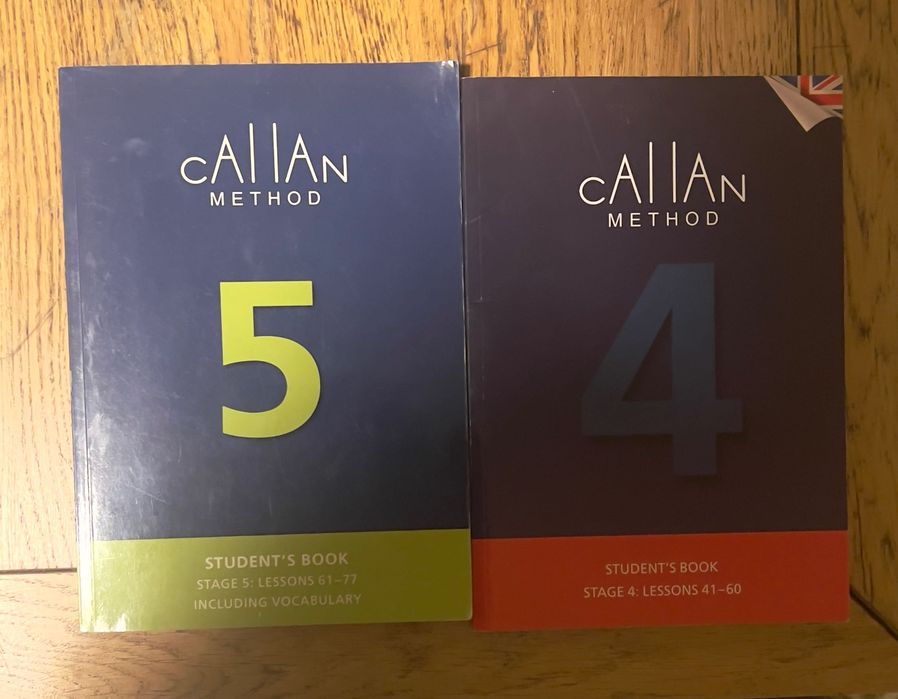 CALLAN
METHOD
5
STUDENT'S BOOK
STAGE 5: LESSONS 61–77
INCLUDING VOCABULARY
CALLAN
METHOD
4
STUDENT'S BOOK
STAGE 4: LESSONS 41–60